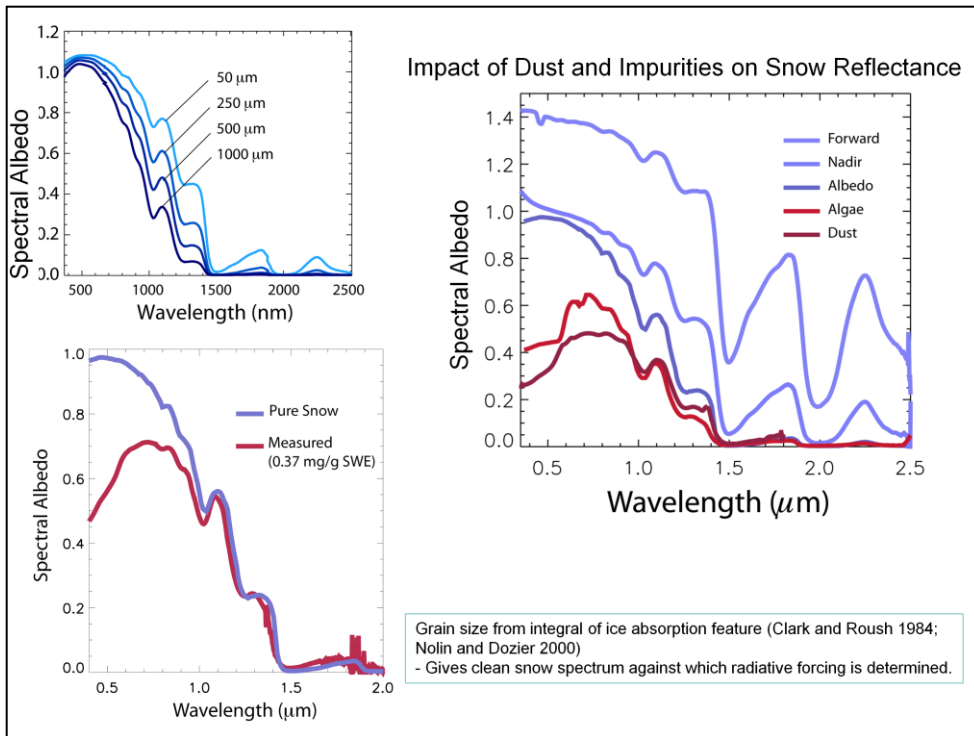 Spectral Albedo
1.2
1.0
0.8
0.6
0.4
0.2
0.0
50 μm
250 μm
500 μm
1000 μm
500 1000 1500 2000 2500
Wavelength (nm)
Impact of Dust and Impurities on Snow Reflectance
Spectral Albedo
1.4
1.2
1.0
0.8
0.6
0.4
0.2
0.0
Forward
Nadir
Albedo
Algae
Dust
0.5 1.0 1.5 2.0 2.5
Wavelength (μm)
Spectral Albedo
1.0
0.8
0.6
0.4
0.2
0.0
Pure Snow
Measured
(0.37 mg/g SWE)
0.5 1.0 1.5 2.0
Wavelength (μm)
Grain size from integral of ice absorption feature (Clark and Roush 1984;
Nolin and Dozier 2000)
- Gives clean snow spectrum against which radiative forcing is determined.